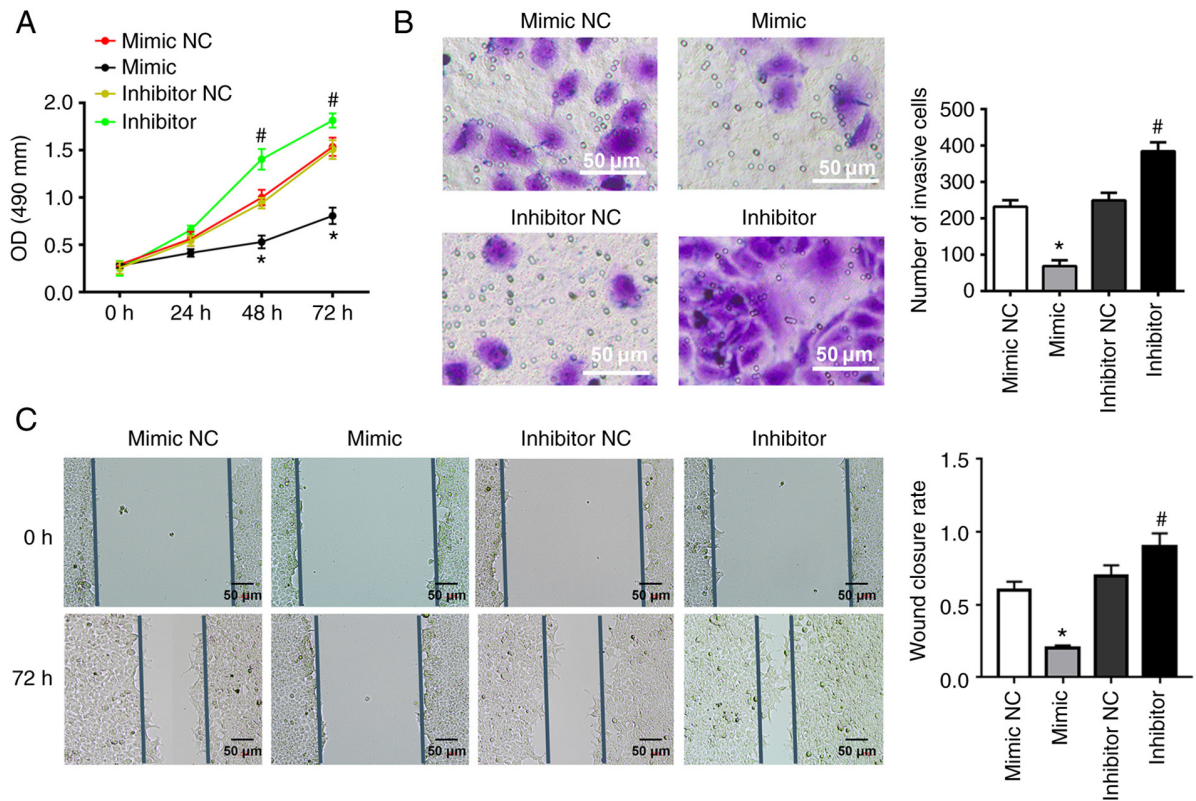 A
Mimic NC
Mimic
Inhibitor NC
Inhibitor
OD (490 mm)
2.0
1.5
1.0
0.5
0.0
0 h
24 h
48 h
72 h
#
#
*
*
B
Mimic NC
Mimic
50 µm
50 µm
Inhibitor NC
Inhibitor
50 µm
50 µm
Number of invasive cells
500
400
300
200
100
0
*
#
Mimic NC
Mimic
Inhibitor NC
Inhibitor
C
Mimic NC
Mimic
Inhibitor NC
Inhibitor
0 h
50 µm
50 µm
50 µm
50 µm
72 h
50 µm
50 µm
50 µm
50 µm
Wound closure rate
1.5
1.0
0.5
0.0
*
#
Mimic NC
Mimic
Inhibitor NC
Inhibitor